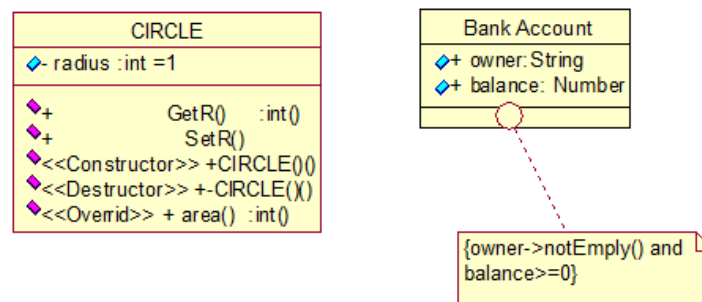 CIRCLE
- radius :int =1
+ GetR() :int()
+ SetR()
<<Constructor>> +CIRCLE()()
<<Destructor>> +-CIRCLE()()
<<Overrid>> + area() :int()
Bank Account
+ owner:String
+ balance: Number
{owner->notEmply() and
balance>=0}